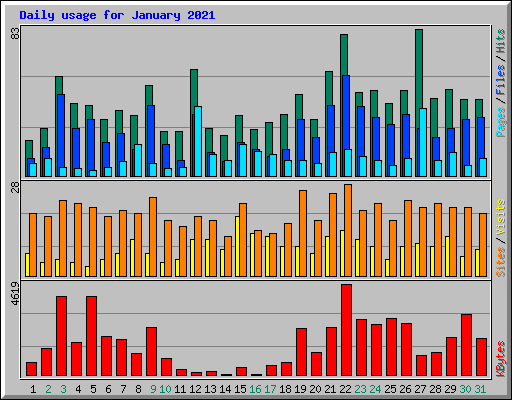 Daily usage for January 2021
83
Pages / Files / Hits
28
Sites / Visits
4619
KBytes
1 2 3 4 5 6 7 8 9 10 11 12 13 14 15 16 17 18 19 20 21 22 23 24 25 26 27 28 29 30 31